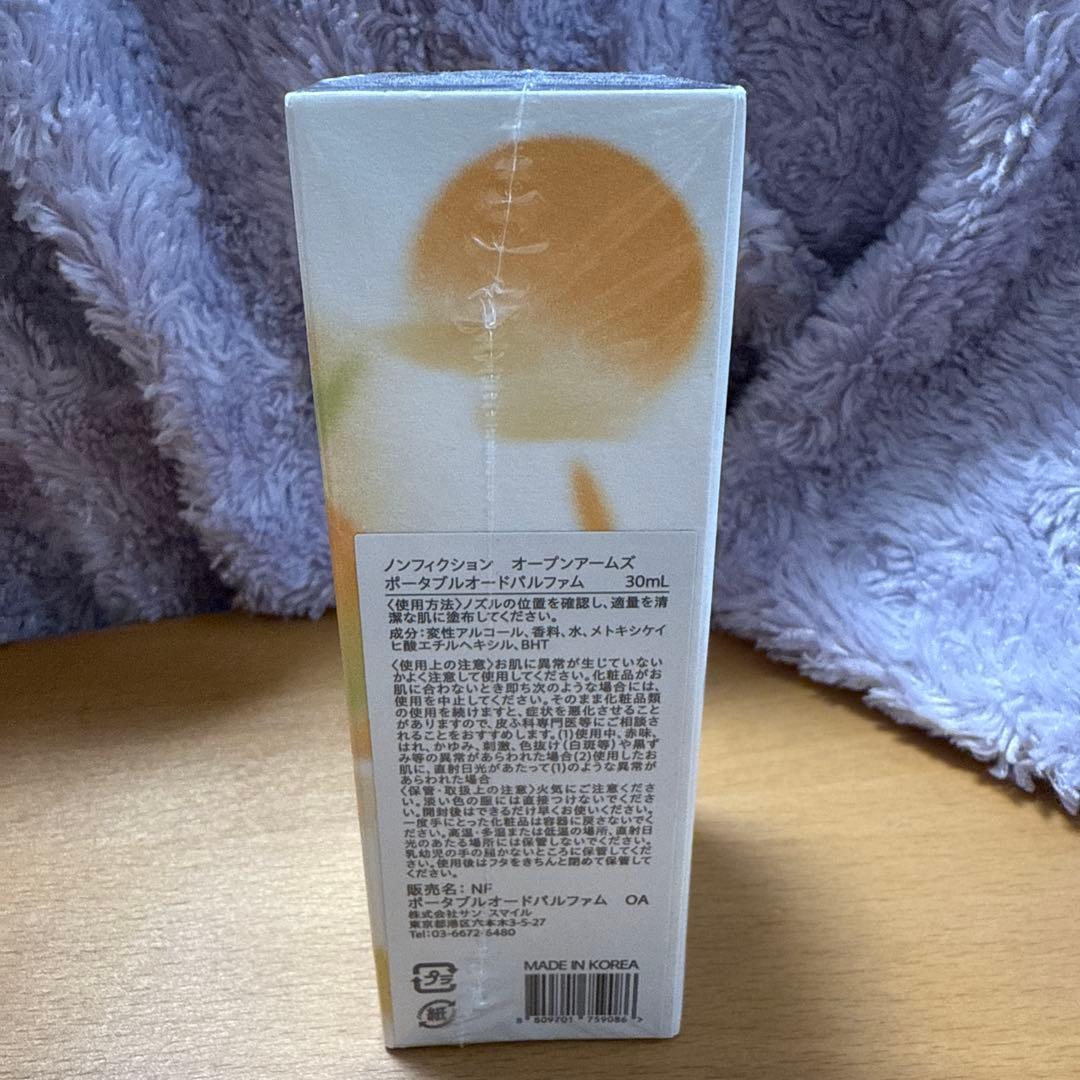 ノンフィクション　オープンアームズ
ポータブルオードパルファム　30mL
〈使用方法〉ノズルの位置を確認し、適量を清
潔な肌に塗布してください。
成分：変性アルコール、香料、水、メトキシケイ
ヒ酸エチルヘキシル、BHT
〈使用上の注意〉お肌に異常が生じていない
かよく注意して使用してください。化粧品がお
肌に合わないとき即ち次のような場合には、
使用を中止してください。そのまま化粧品類
の使用を続けますと、症状を悪化させること
がありますので、皮ふ科専門医等にご相談さ
れることをおすすめします。(1)使用中、赤味、
はれ、かゆみ、刺激、色抜け(白斑等)や黒ず
み等の異常があらわれた場合(2)使用したお
肌に、直射日光があたって(1)のような異常が
あらわれた場合
〈保管・取扱上の注意〉火気にご注意くださ
い。淡い色の服には直接つけないでくださ
い。開封後はできるだけ早くお使いください。
一度手にとった化粧品は容器に戻さないでく
ださい。高温・多湿または低温の場所、直射日
光のあたる場所には保管しないでください。
乳幼児の手の届かないところに保管してくだ
さい。使用後はフタをきちんと閉めて保管して
ください。
販売名：NF
ポータブルオードパルファム　OA
株式会社サン スマイル
東京都港区六本木3-5-27
Tel：03-6672-6480
プラ
紙
MADE IN KOREA
8 809701 759086 >